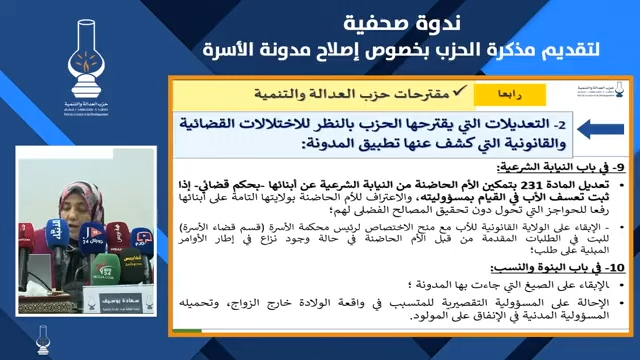 ندوة صحفية
لتقديم مذكرة الحزب بخصوص إصلاح مدونة الأسرة
حزب العدالة والتنمية
رابعا
✓ مقترحات حزب العدالة والتنمية
حزب العدالة والتنمية
2- التعديلات التي يقترحها الحزب بالنظر للاختلالات القضائية
والقانونية التي كشف عنها تطبيق المدونة:
9- في باب النيابة الشرعية:
تعديل المادة 231 بتمكين الأم الحاضنة من النيابة الشرعية عن أبنائها -بحكم قضائي- إذا
ثبت تعسف الأب في القيام بمسؤوليته، والاعتراف للأم الحاضنة بولايتها التامة على أبنائها
رفعا للحواجز التي تحول دون تحقيق المصالح الفضلى لهم؛
- الإبقاء على الولاية القانونية للأب مع منح الاختصاص لرئيس محكمة الأسرة (قسم قضاء الأسرة)
للبت في الطلبات المقدمة من قبل الأم الحاضنة في حالة وجود نزاع في إطار الأوامر
المبنية على طلب؛
10- في باب البنوة والنسب:
الإبقاء على الصيغ التي جاءت بها المدونة ؛
الإحالة على المسؤولية التقصيرية للمتسبب في واقعة الولادة خارج الزواج، وتحميله
المسؤولية المدنية في الإنفاق على المولود.
سعادة بوسيف